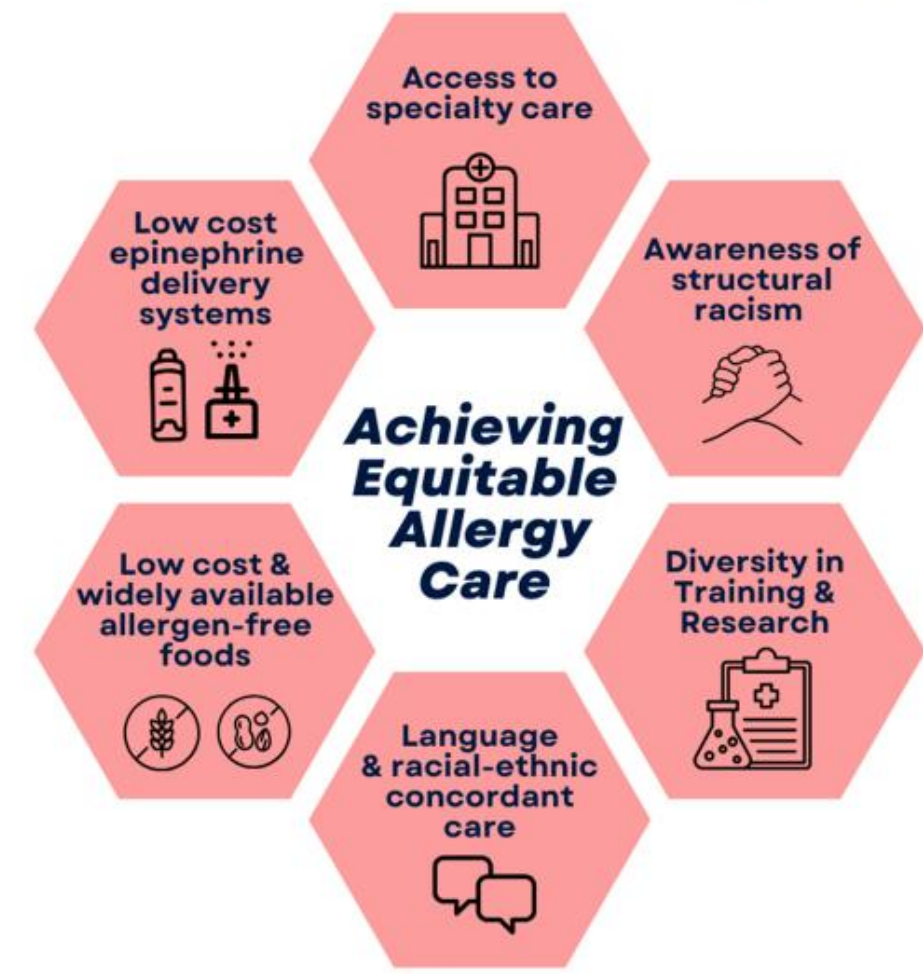 Access to
specialty care
Awareness of
structural
racism
Diversity in
Training &
Research
Language
& racial-ethnic
concordant
care
Low cost &
widely available
allergen-free
foods
Low cost
epinephrine
delivery
systems
Achieving
Equitable
Allergy
Care